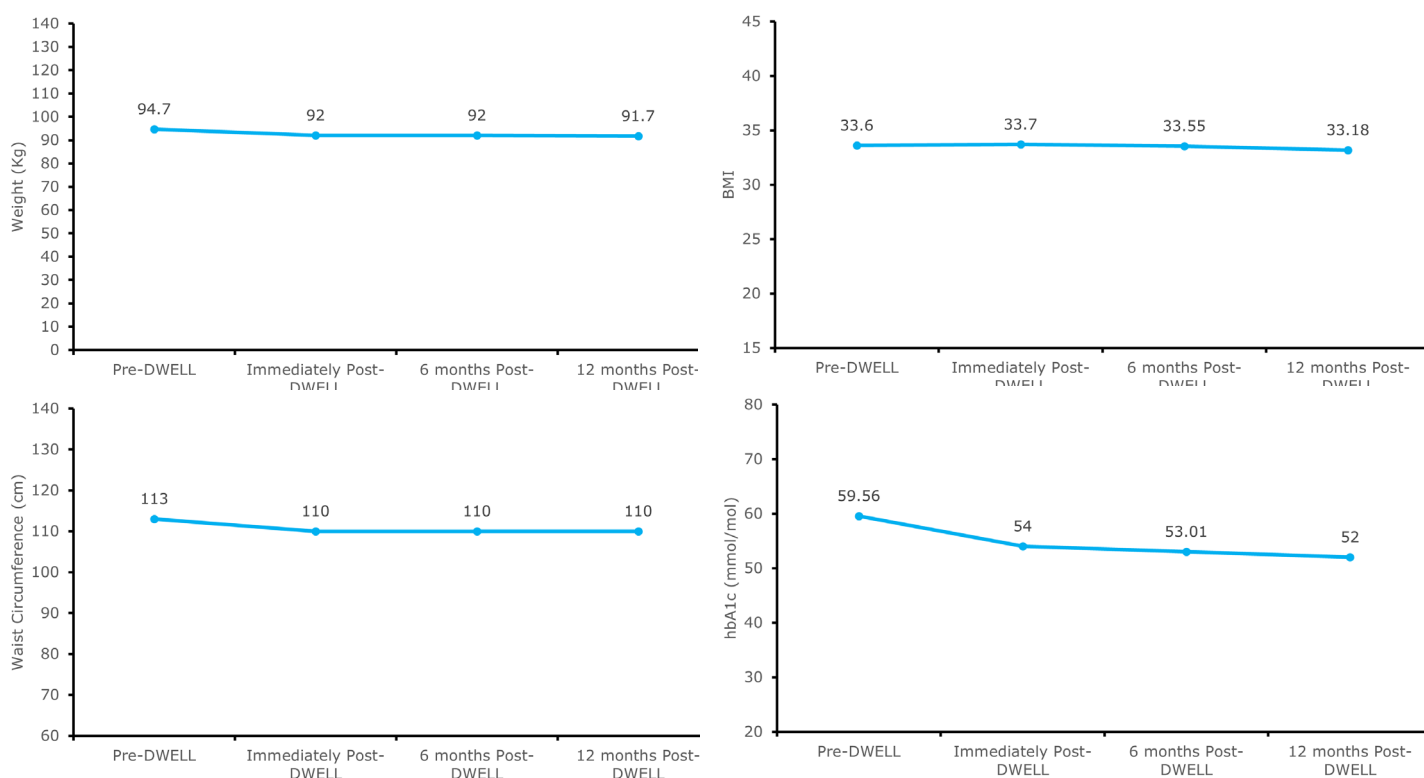 140
130
120
110
100
90
80
70
60
50
40
30
20
10
0
Weight (Kg)
94.7
92
92
91.7
Pre-DWELL
Immediately Post-
DWELL
6 months Post-
DWELL
12 months Post-
DWELL
45
40
35
30
25
20
15
BMI
33.6
33.7
33.55
33.18
Pre-DWELL
Immediately Post-
DWELL
6 months Post-
DWELL
12 months Post-
DWELL
140
130
120
110
100
90
80
70
60
Waist Circumference (cm)
113
110
110
110
Pre-DWELL
Immediately Post-
DWELL
6 months Post-
DWELL
12 months Post-
DWELL
80
70
60
50
40
30
20
hbA1c (mmol/mol)
59.56
54
53.01
52
Pre-DWELL
Immediately Post-
DWELL
6 months Post-
DWELL
12 months Post-
DWELL